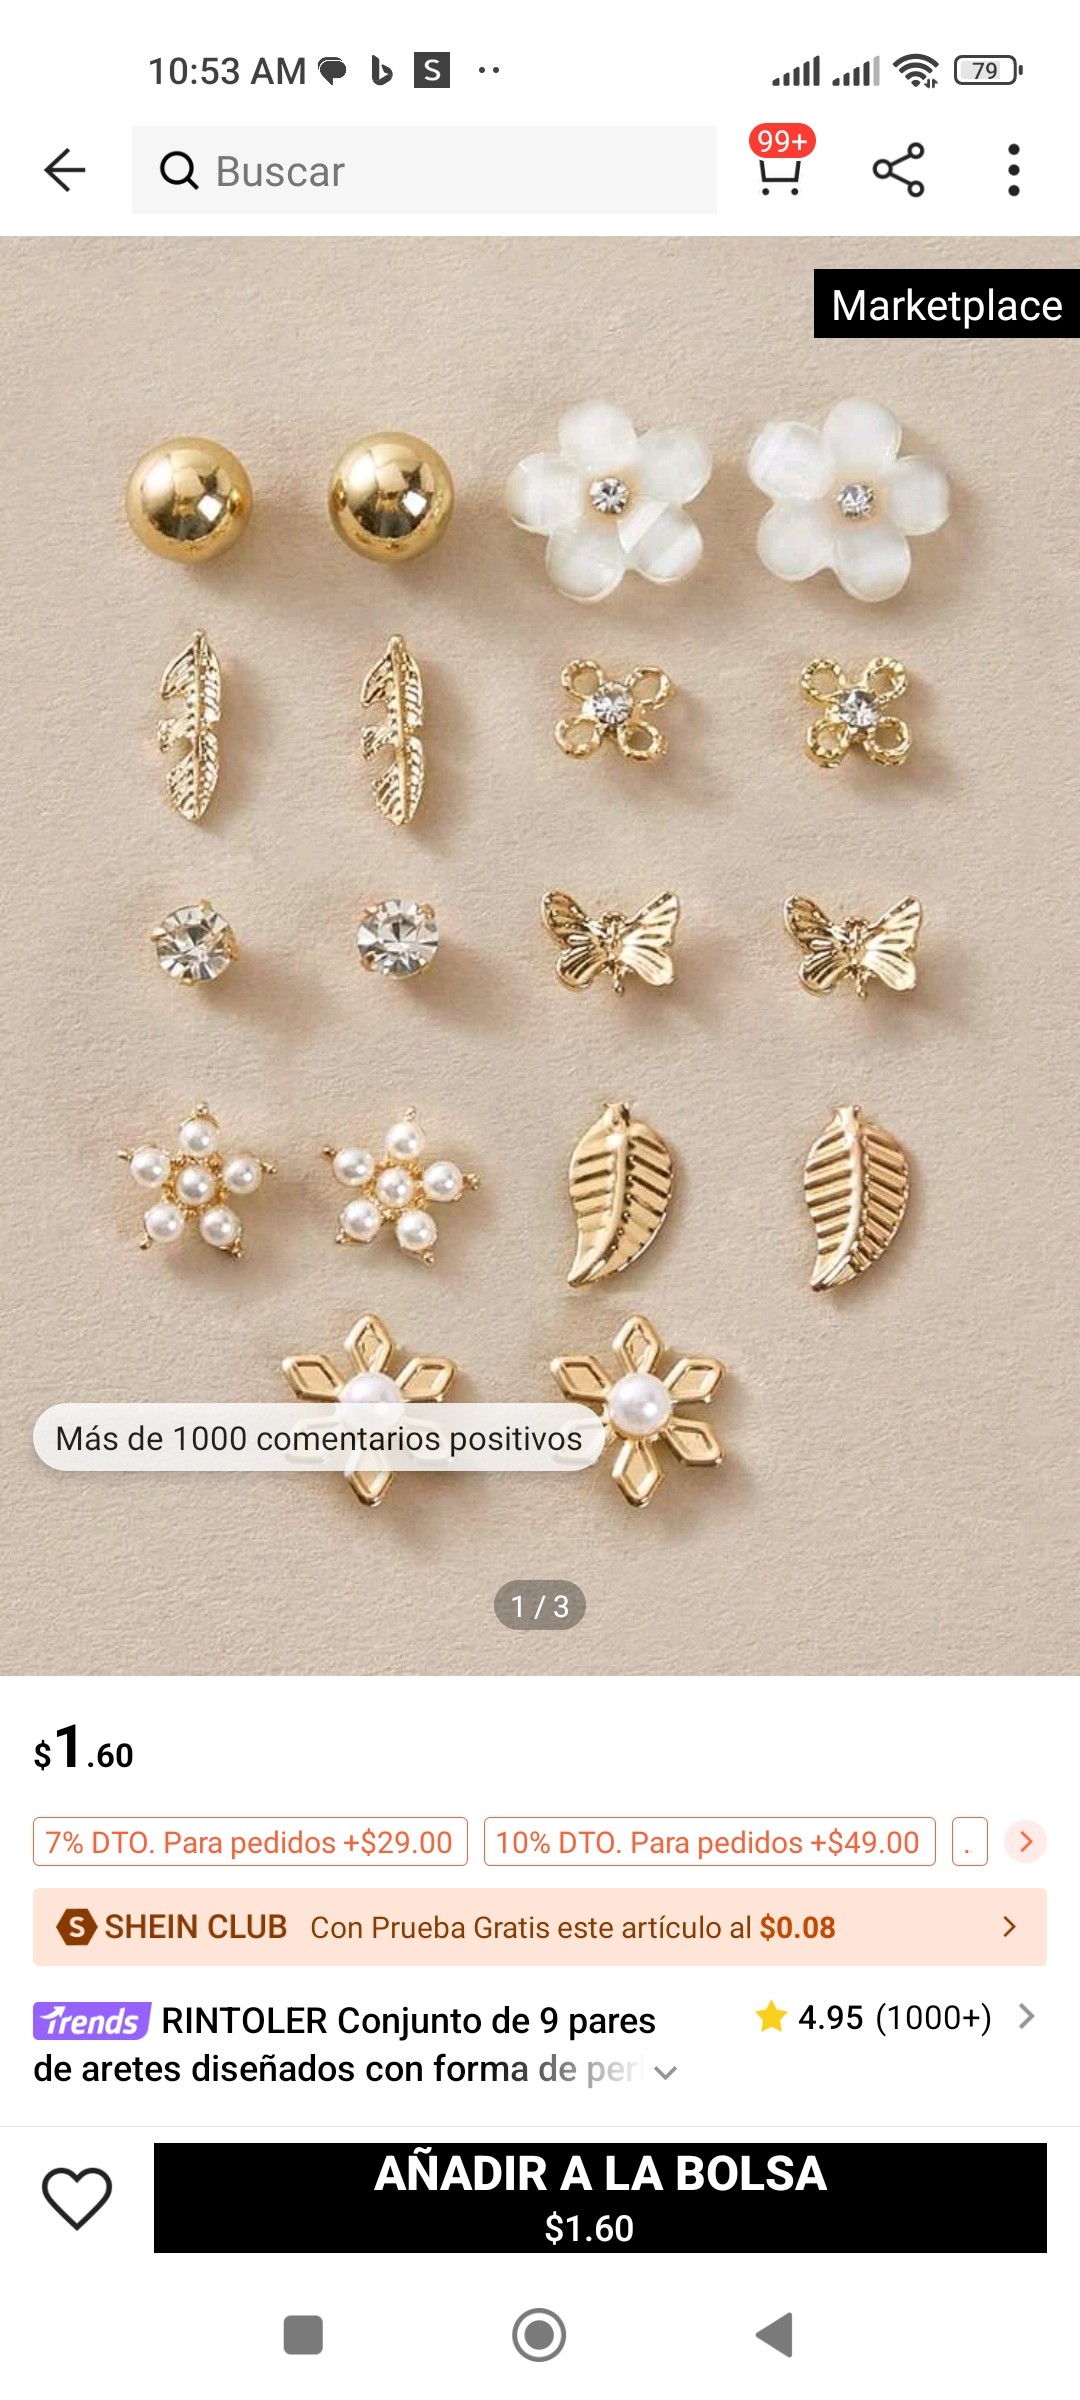 10:53 AM
79
Buscar
99+
Marketplace
Más de 1000 comentarios positivos
1 / 3
$1.60
7% DTO. Para pedidos +$29.00
10% DTO. Para pedidos +$49.00
.
SHEIN CLUB Con Prueba Gratis este artículo al $0.08
Trends RINTOLER Conjunto de 9 pares
4.95 (1000+)
de aretes diseñados con forma de perl
AÑADIR A LA BOLSA
$1.60